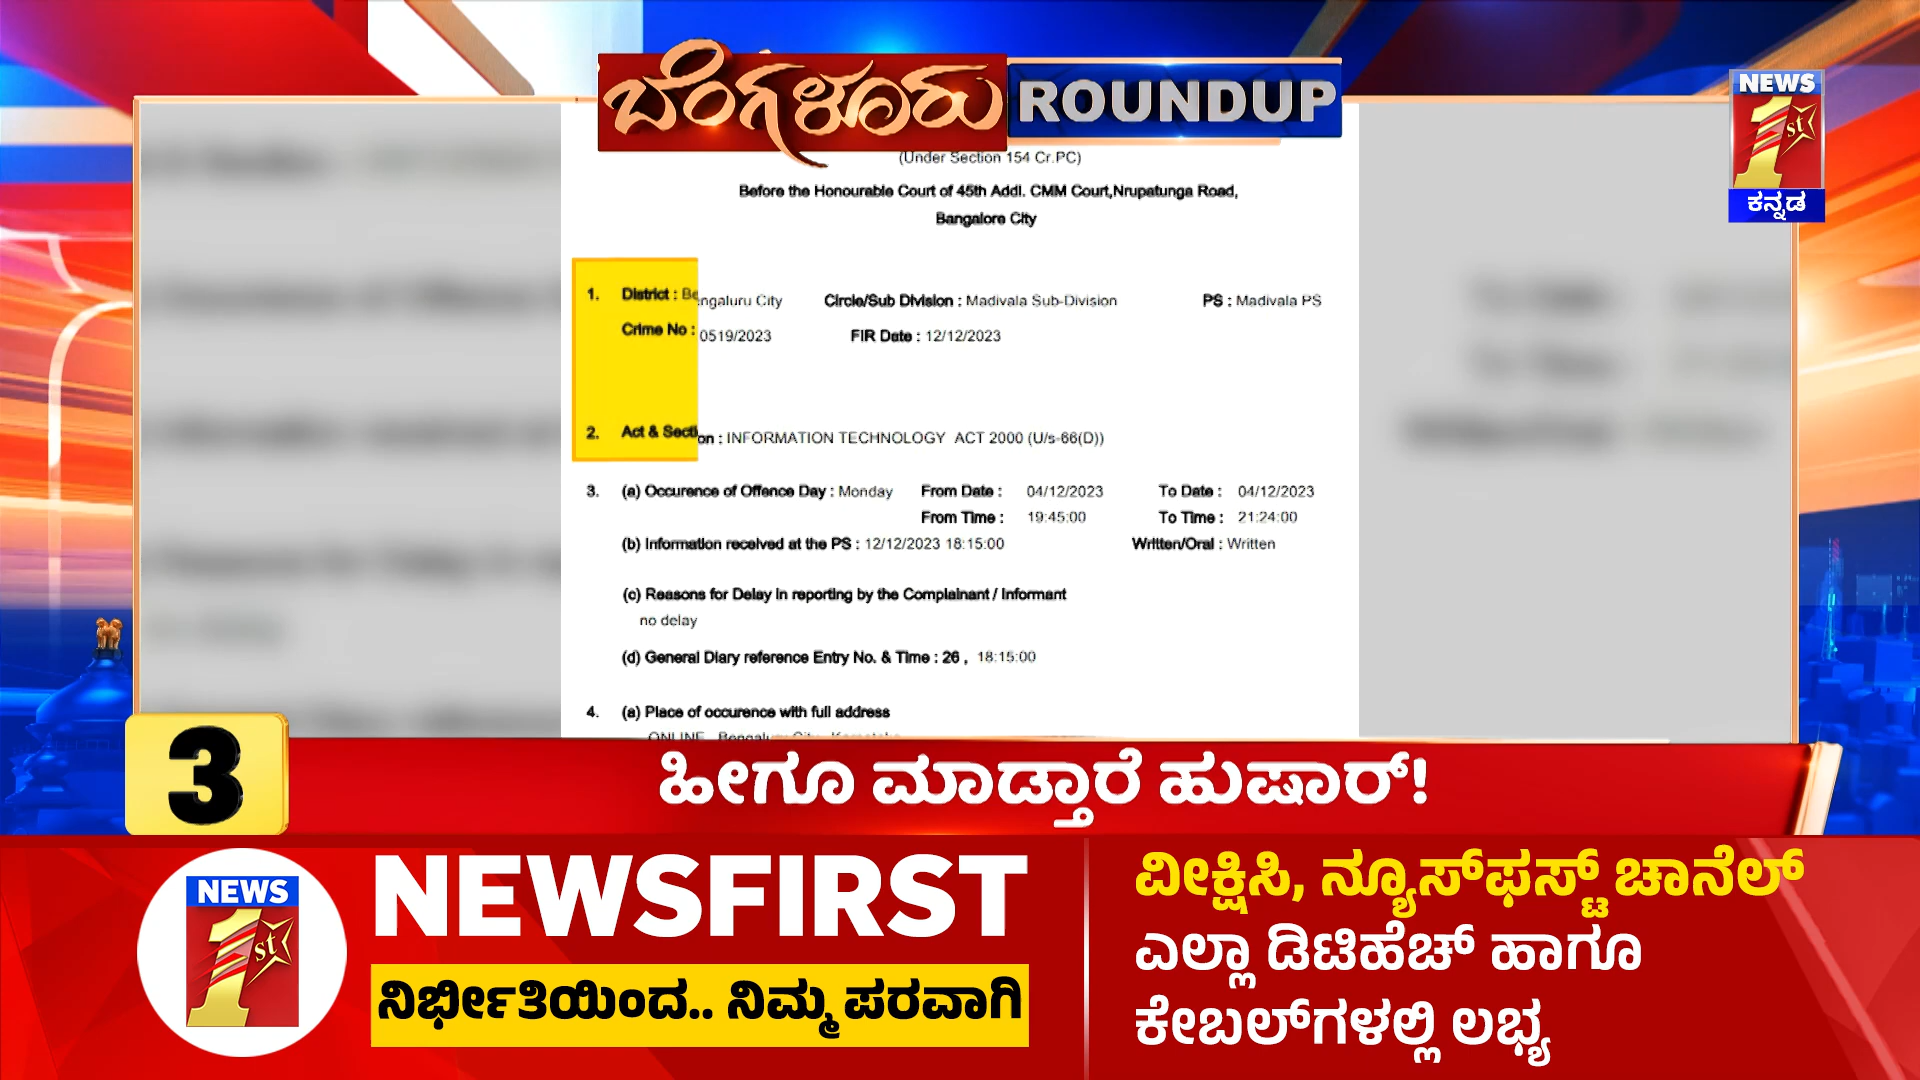 ಬೆಂಗಳೂರು ROUNDUP
NEWS
1st
ಕನ್ನಡ
(Under Section 154 Cr.PC)
Before the Honourable Court of 45th Addl. CMM Court,Nrupatunga Road,
Bangalore City
1. District : Bengaluru City Circle/Sub Division : Madivala Sub-Division PS : Madivala PS
Crime No : 0519/2023 FIR Date : 12/12/2023
2. Act & Section : INFORMATION TECHNOLOGY ACT 2000 (U/s-66(D))
3. (a) Occurence of Offence Day : Monday From Date : 04/12/2023 To Date : 04/12/2023
From Time : 19:45:00 To Time : 21:24:00
(b) Information received at the PS : 12/12/2023 18:15:00 Written/Oral : Written
(c) Reasons for Delay in reporting by the Complainant / Informant
no delay
(d) General Diary reference Entry No. & Time : 26 , 18:15:00
4. (a) Place of occurence with full address
3
ಹೀಗೂ ಮಾಡ್ತಾರೆ ಹುಷಾರ್!
NEWS
1st
NEWSFIRST
ನಿರ್ಭೀತಿಯಿಂದ.. ನಿಮ್ಮ ಪರವಾಗಿ
ವೀಕ್ಷಿಸಿ, ನ್ಯೂಸ್‌ಫಸ್ಟ್ ಚಾನೆಲ್
ಎಲ್ಲಾ ಡಿಟಿಹೆಚ್ ಹಾಗೂ
ಕೇಬಲ್‌ಗಳಲ್ಲಿ ಲಭ್ಯ